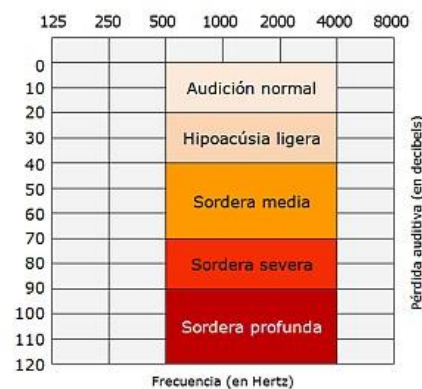 125 250 500 1000 2000 4000 8000
0
10
Audición normal
20
30
Hipoacúsia ligera
40
50
Sordera media
60
70
80
Sordera severa
90
100
Sordera profunda
110
120
Pérdida auditiva (en decibels)
Frecuencia (en Hertz)